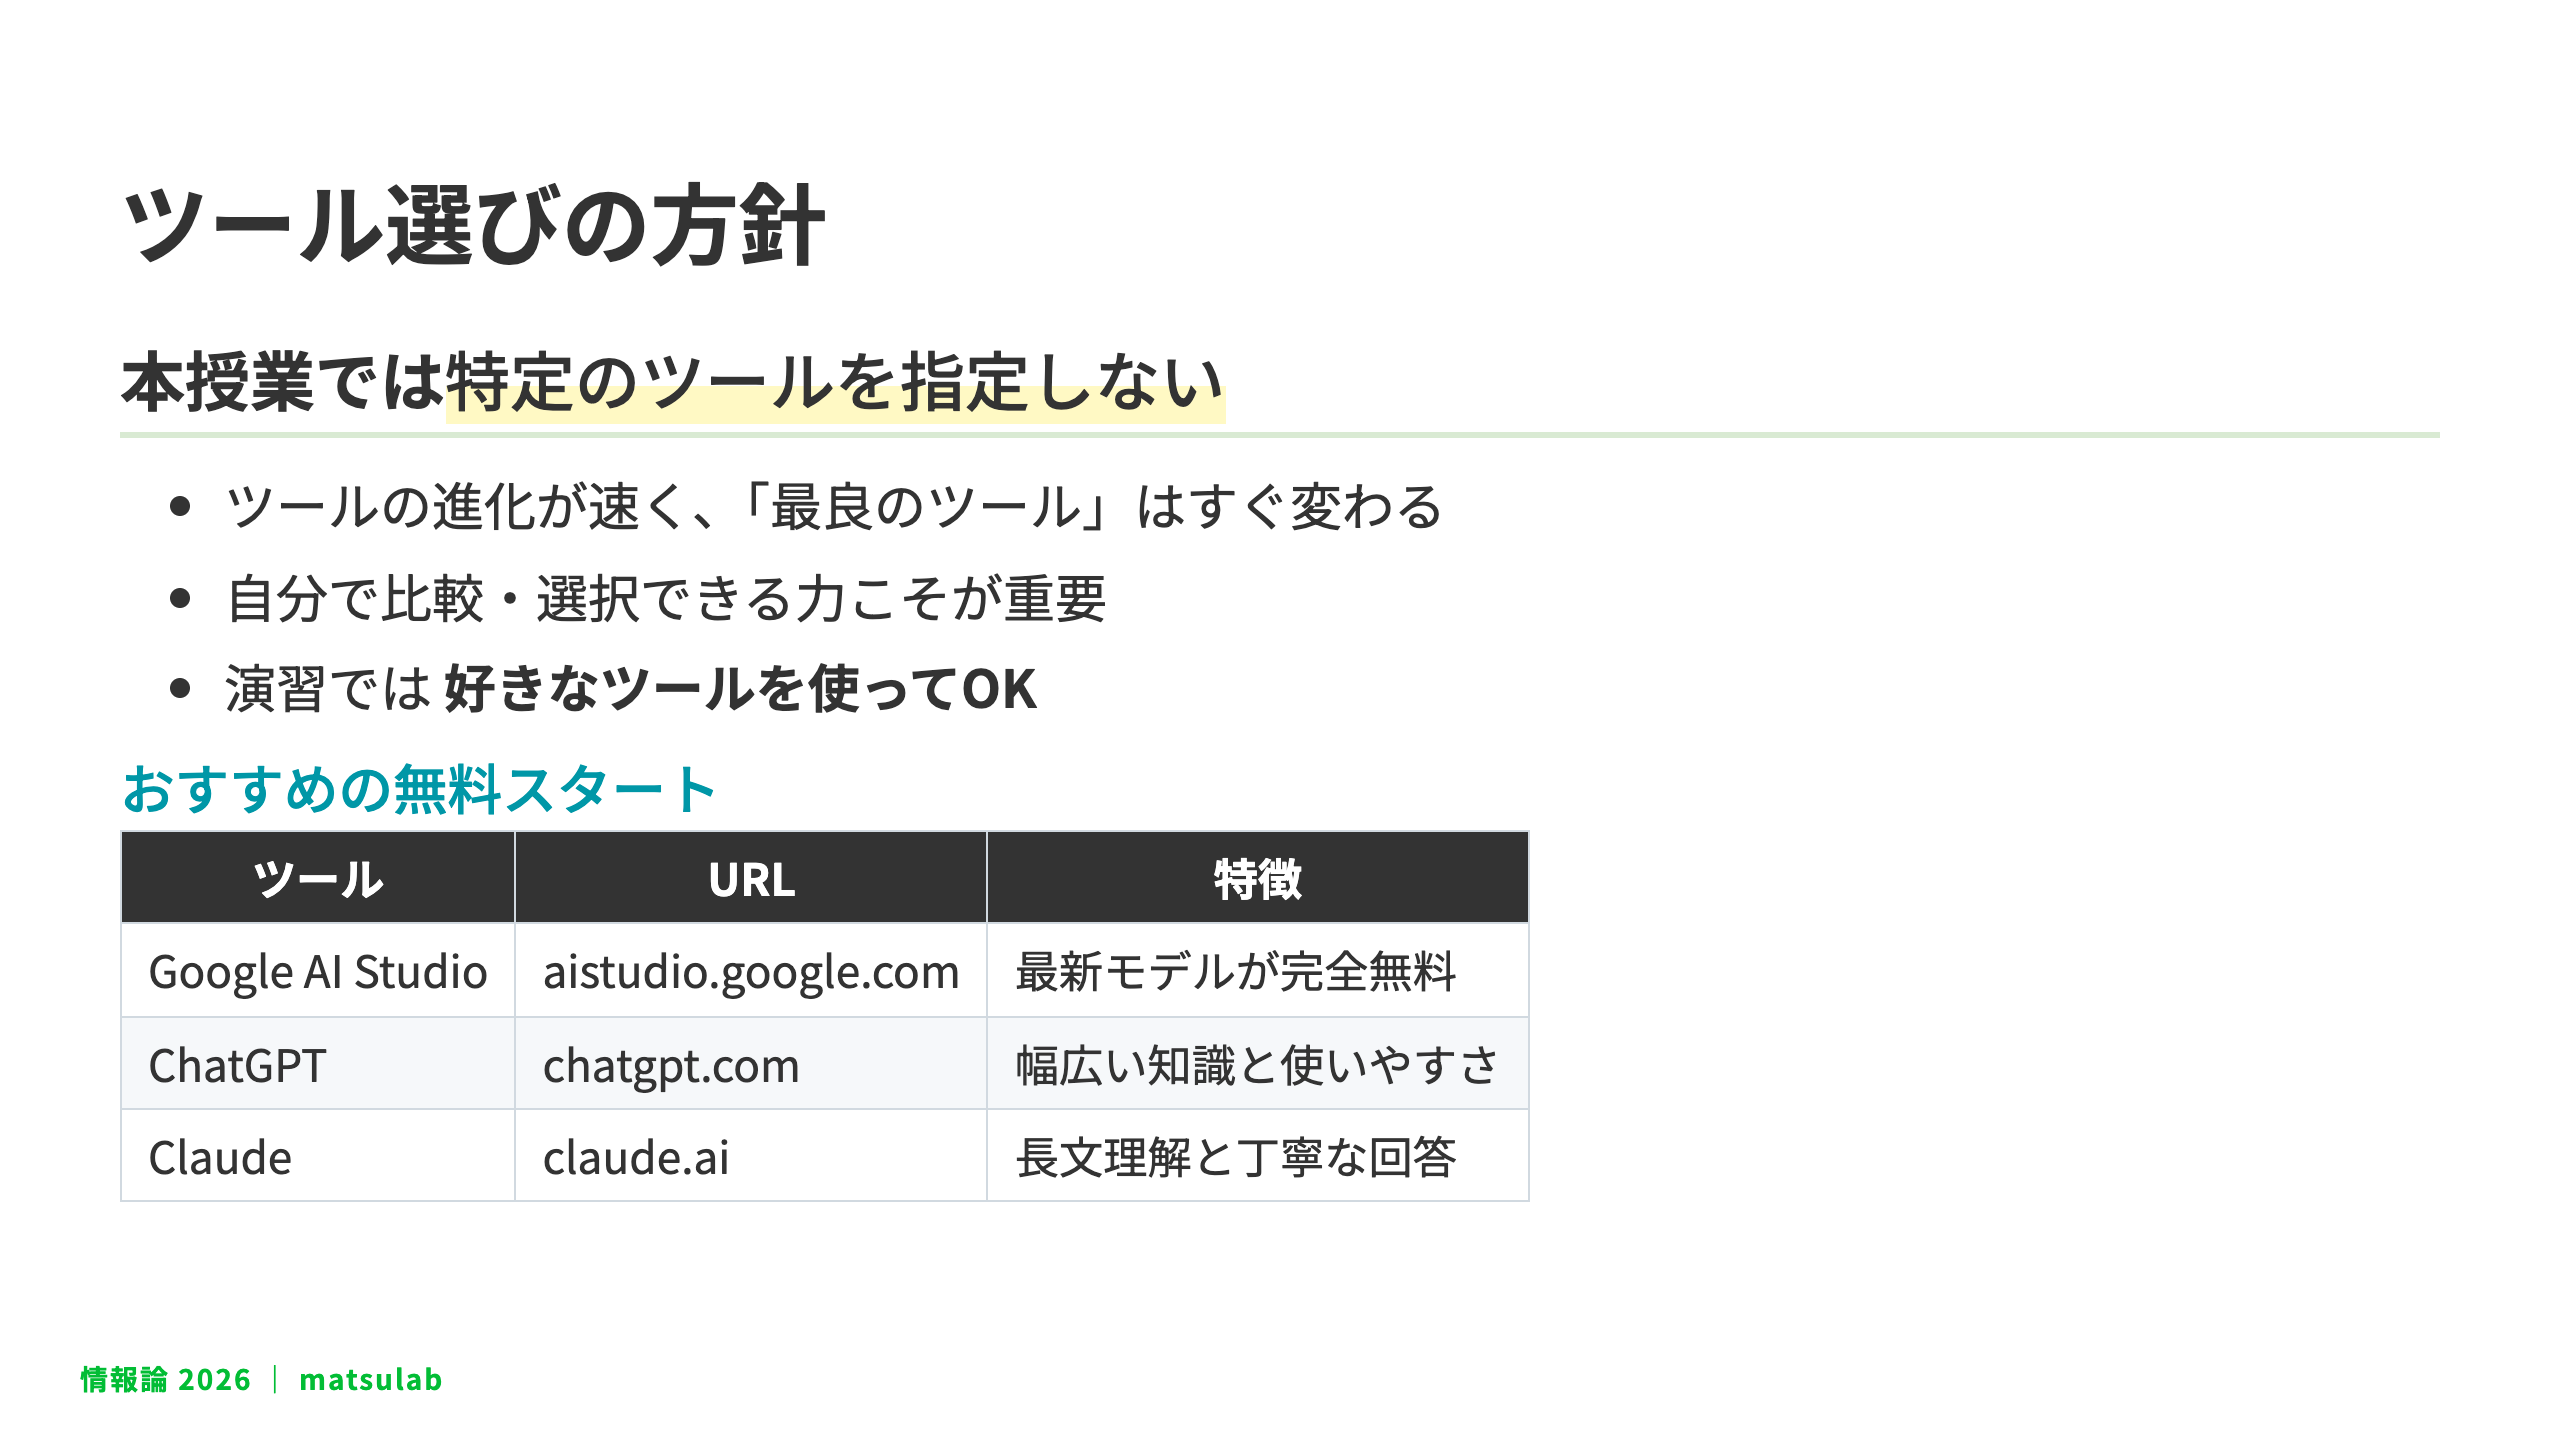 ツール選びの方針
本授業では特定のツールを指定しない
• ツールの進化が速く、「最良のツール」はすぐ変わる
• 自分で比較・選択できる力こそが重要
• 演習では 好きなツールを使ってOK
おすすめの無料スタート
ツール URL 特徴
Google AI Studio aistudio.google.com 最新モデルが完全無料
ChatGPT chatgpt.com 幅広い知識と使いやすさ
Claude claude.ai 長文理解と丁寧な回答
情報論 2026 ｜ matsulab